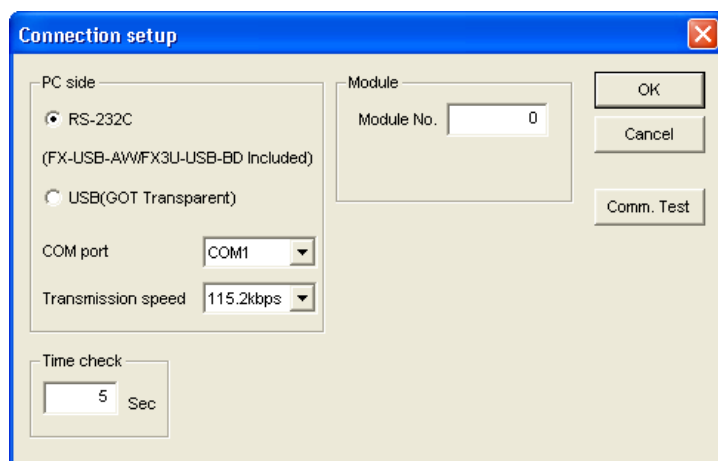 Connection setup
PC side
RS-232C
(FX-USB-AW/FX3U-USB-BD Included)
USB(GOT Transparent)
COM port COM1
Transmission speed 115.2kbps
Time check
5 Sec
Module
Module No. 0
OK
Cancel
Comm. Test